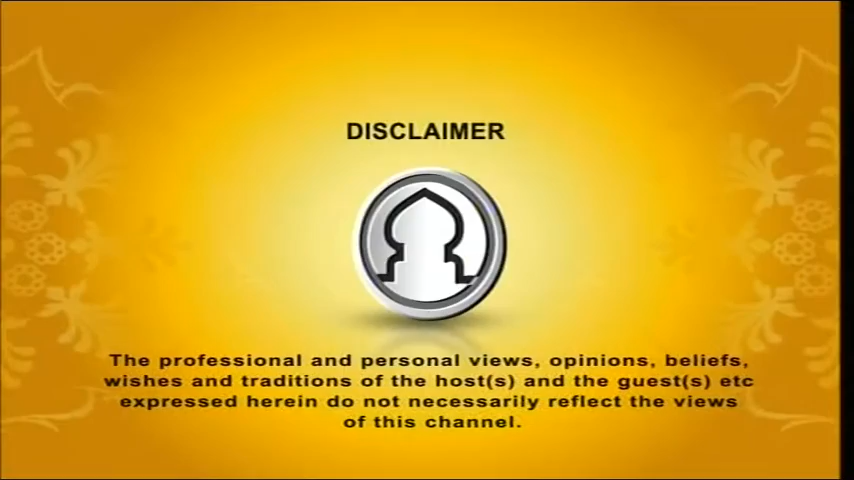 DISCLAIMER
The professional and personal views, opinions, beliefs,
wishes and traditions of the host(s) and the guest(s) etc
expressed herein do not necessarily reflect the views
of this channel.